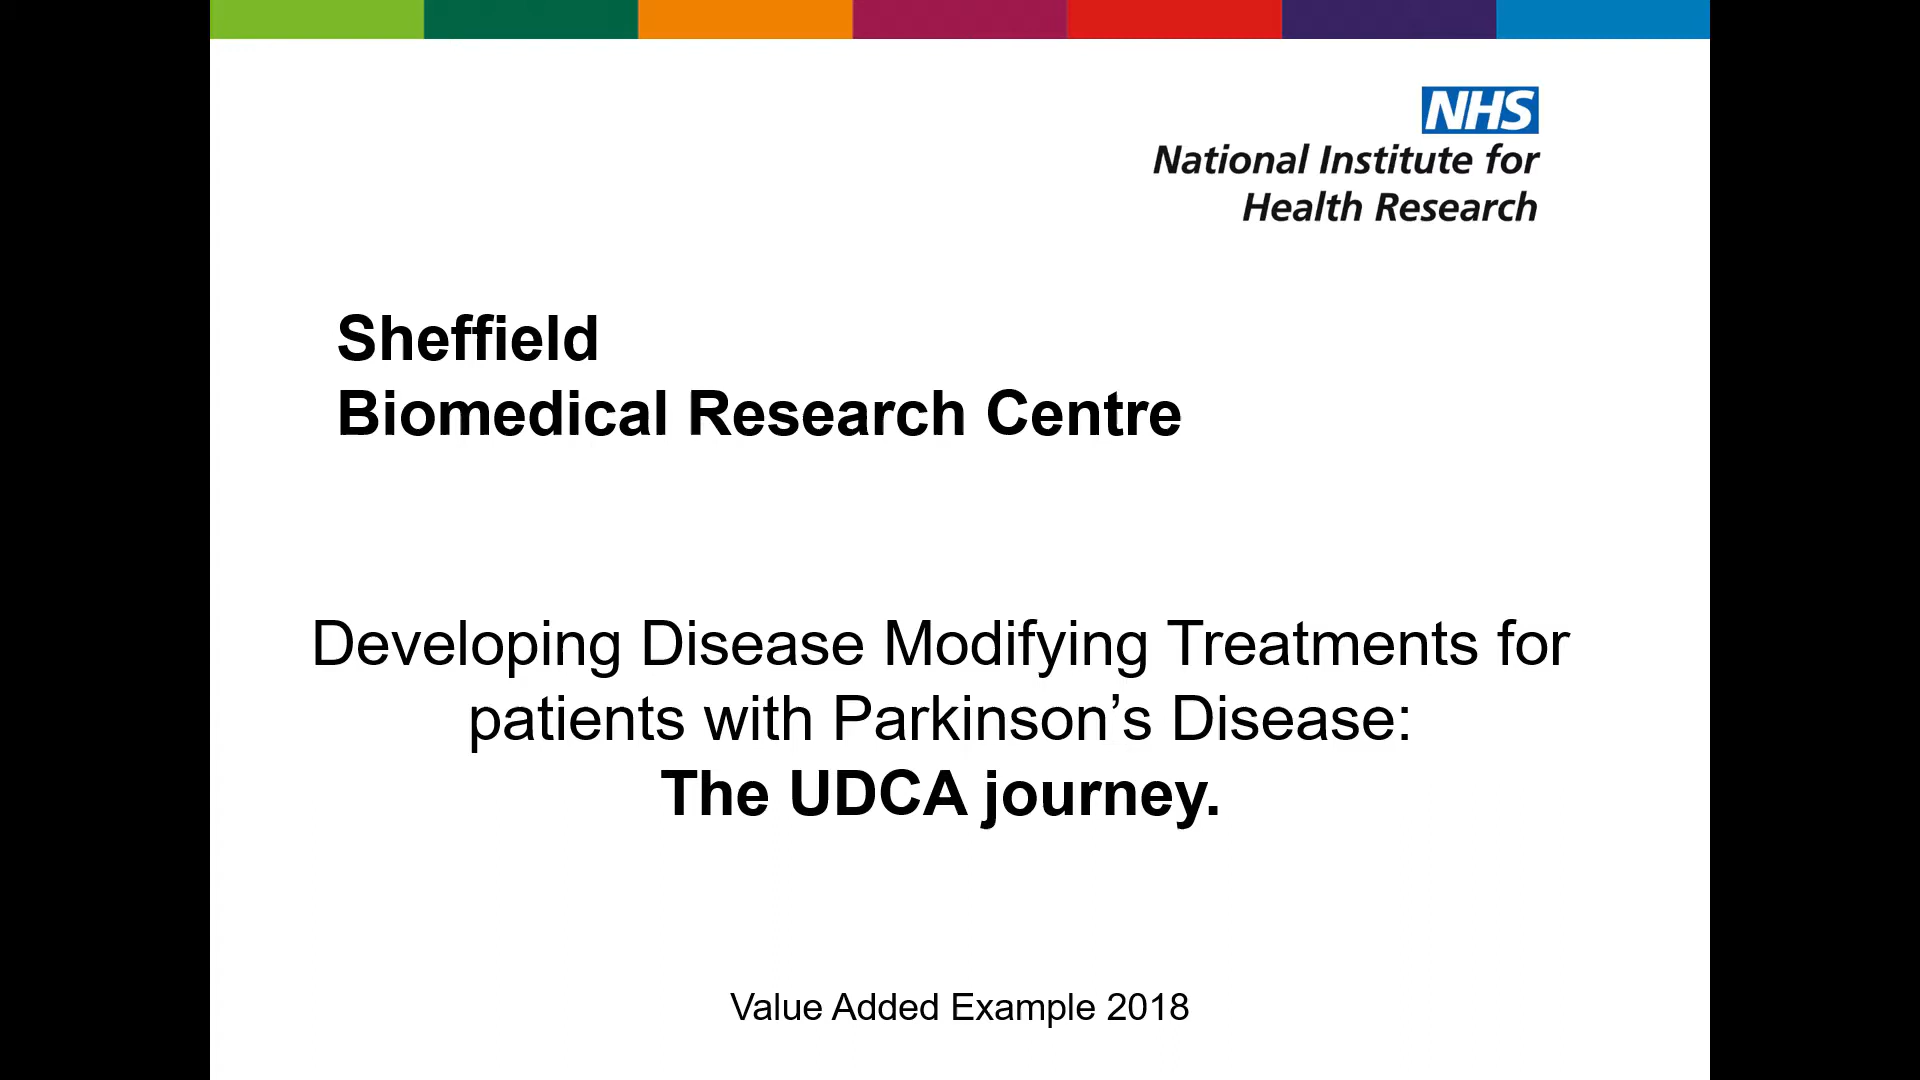 NHS
National Institute for
Health Research
Sheffield
Biomedical Research Centre
Developing Disease Modifying Treatments for
patients with Parkinson’s Disease:
The UDCA journey.
Value Added Example 2018